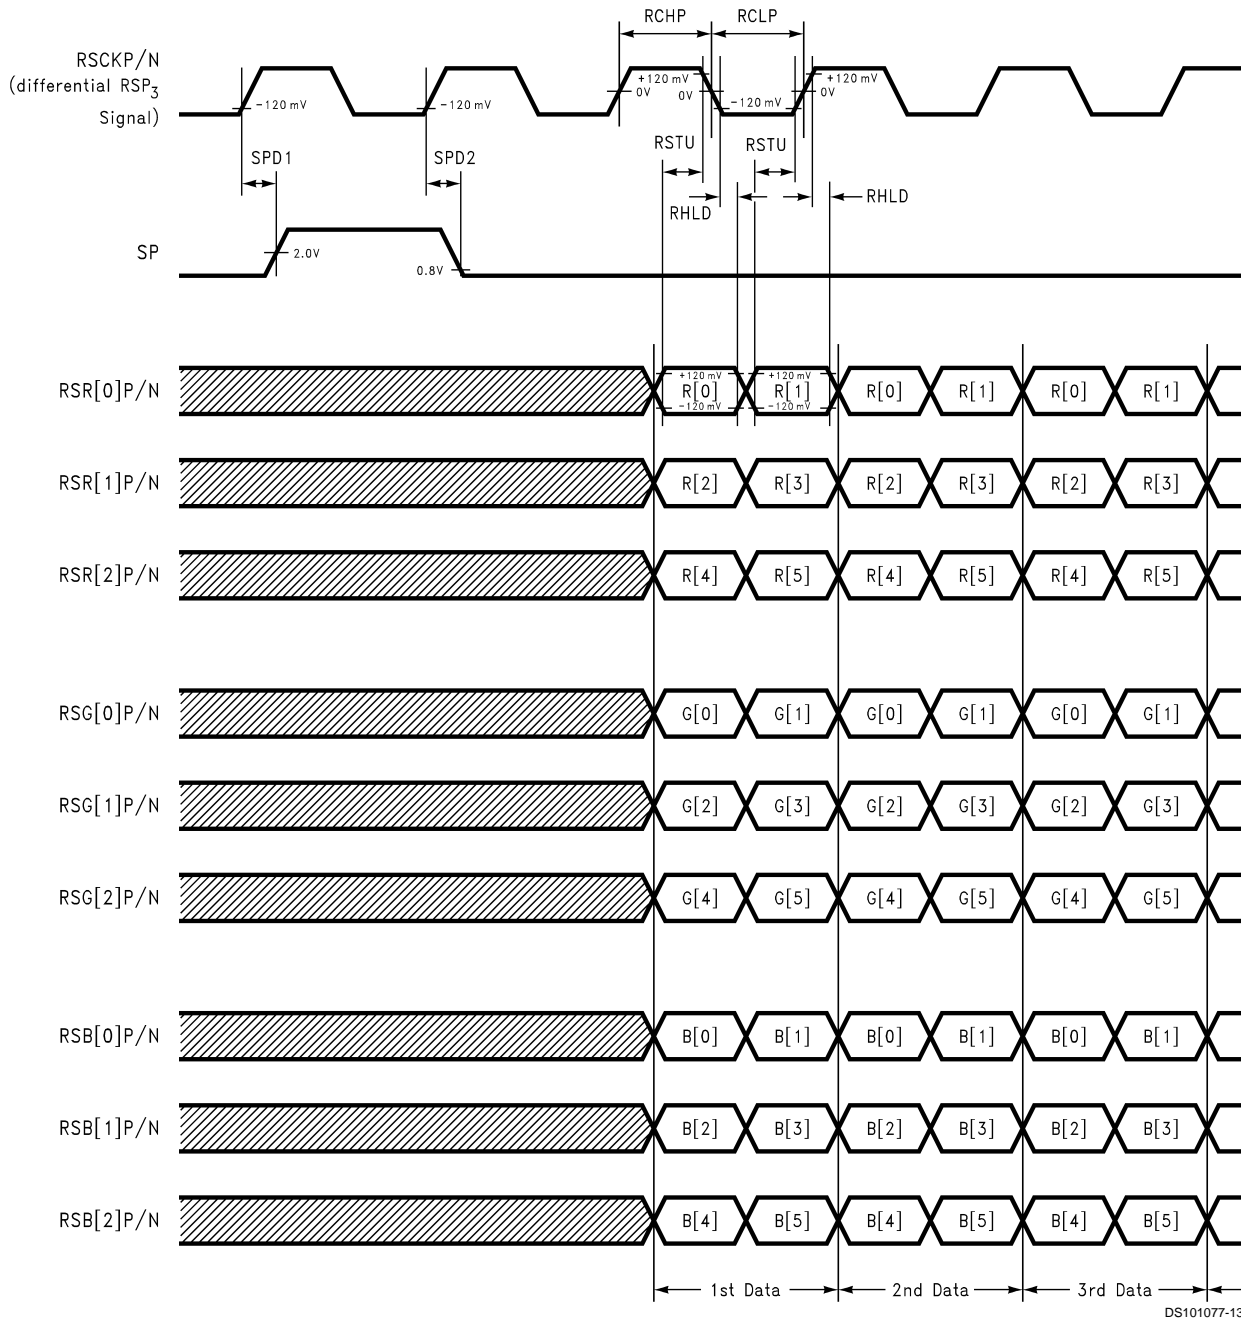 RCHP RCLP
RSCKP/N
(differential RSP3
Signal)
+120 mV +120 mV
0V 0V 0V
-120 mV -120 mV -120 mV
RSTU RSTU
SPD1 SPD2
RHLD RHLD
SP
2.0V
0.8V
RSR[0]P/N
+120 mV +120 mV
R[0] R[1] R[0] R[1] R[0] R[1]
-120 mV -120 mV
RSR[1]P/N R[2] R[3] R[2] R[3] R[2] R[3]
RSR[2]P/N R[4] R[5] R[4] R[5] R[4] R[5]
RSG[0]P/N G[0] G[1] G[0] G[1] G[0] G[1]
RSG[1]P/N G[2] G[3] G[2] G[3] G[2] G[3]
RSG[2]P/N G[4] G[5] G[4] G[5] G[4] G[5]
RSB[0]P/N B[0] B[1] B[0] B[1] B[0] B[1]
RSB[1]P/N B[2] B[3] B[2] B[3] B[2] B[3]
RSB[2]P/N B[4] B[5] B[4] B[5] B[4] B[5]
1st Data 2nd Data 3rd Data
DS101077-13